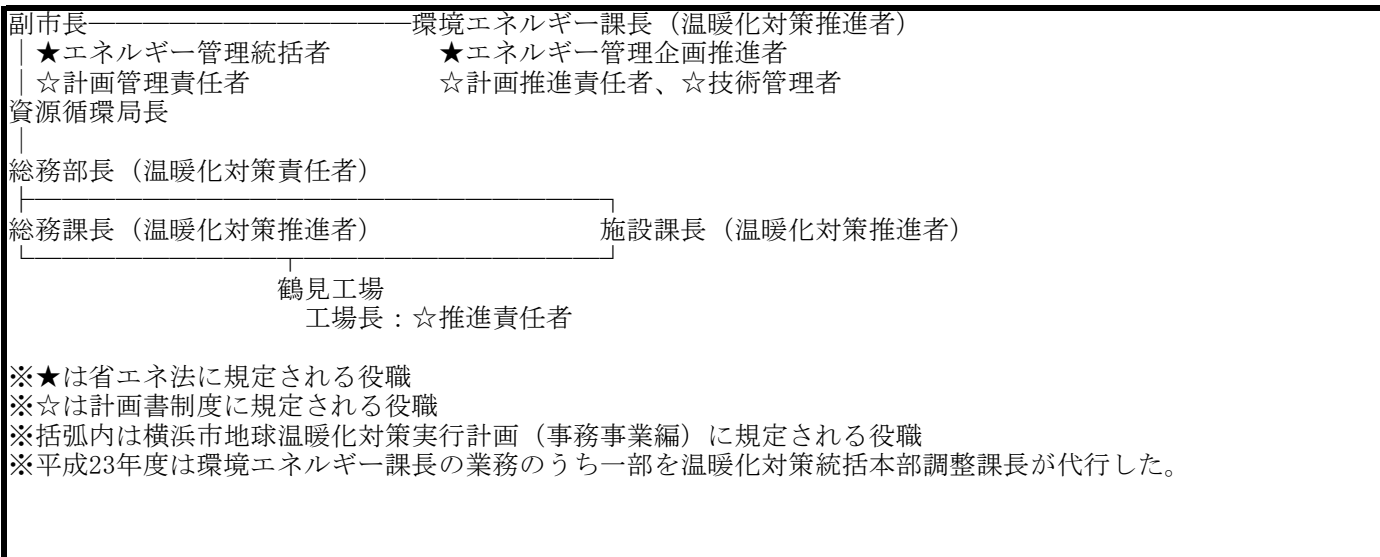 副市長――――――――――――環境エネルギー課長（温暖化対策推進者）
｜★エネルギー管理統括者　　　　★エネルギー管理企画推進者
｜☆計画管理責任者　　　　　　　☆計画推進責任者、☆技術管理者
資源循環局長
｜
総務部長（温暖化対策責任者）
├―――――――――――――――――――――┐
総務課長（温暖化対策推進者）　　　　　　　　　施設課長（温暖化対策推進者）
└―――――――――┬―――――――――――┘
鶴見工場
工場長：☆推進責任者
※★は省エネ法に規定される役職
※☆は計画書制度に規定される役職
※括弧内は横浜市地球温暖化対策実行計画（事務事業編）に規定される役職
※平成23年度は環境エネルギー課長の業務のうち一部を温暖化対策統括本部調整課長が代行した。